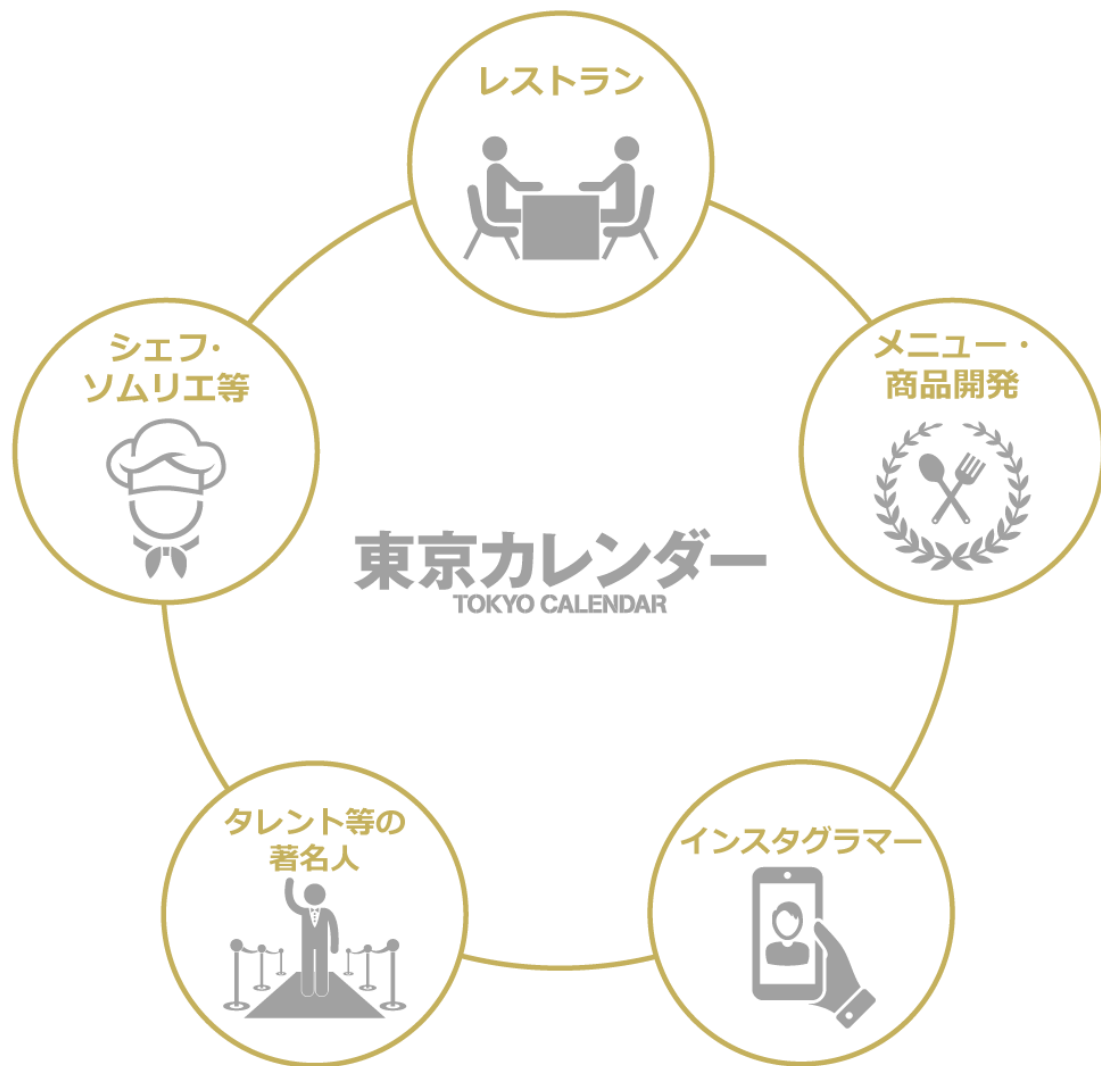 レストラン
シェフ・
ソムリエ等
メニュー・
商品開発
東京カレンダー
TOKYO CALENDAR
タレント等の
著名人
インスタグラマー